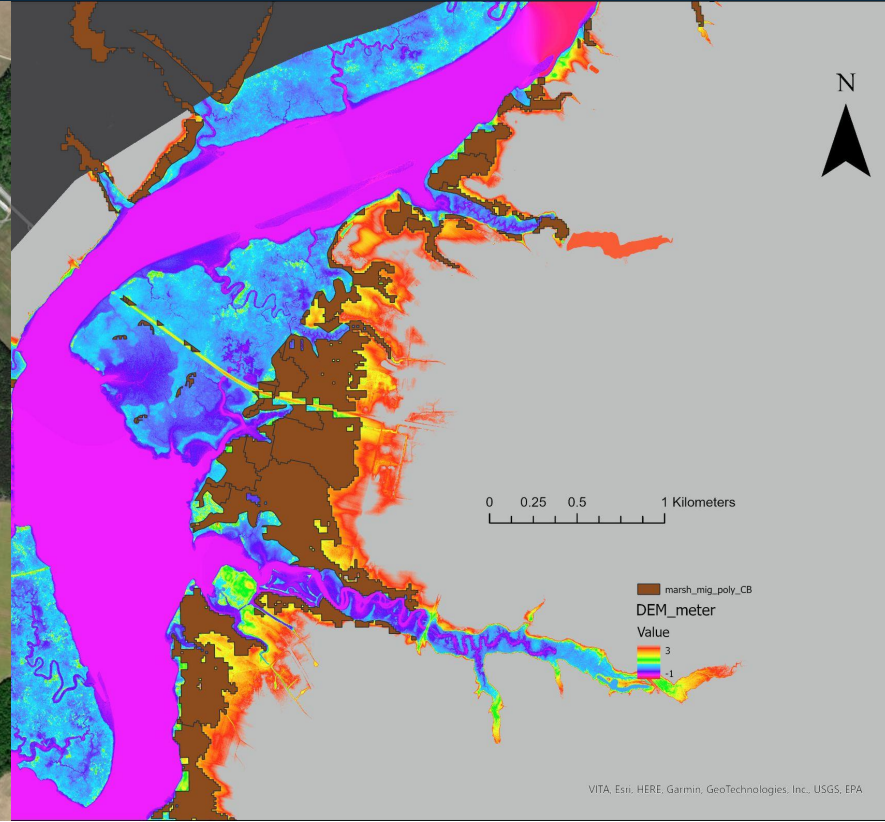 N
0 0.25 0.5 1 Kilometers
marsh_mig_poly_CB
DEM_meter
Value
3
-1
VITA, Esri, HERE, Garmin, GeoTechnologies, Inc., USGS, EPA